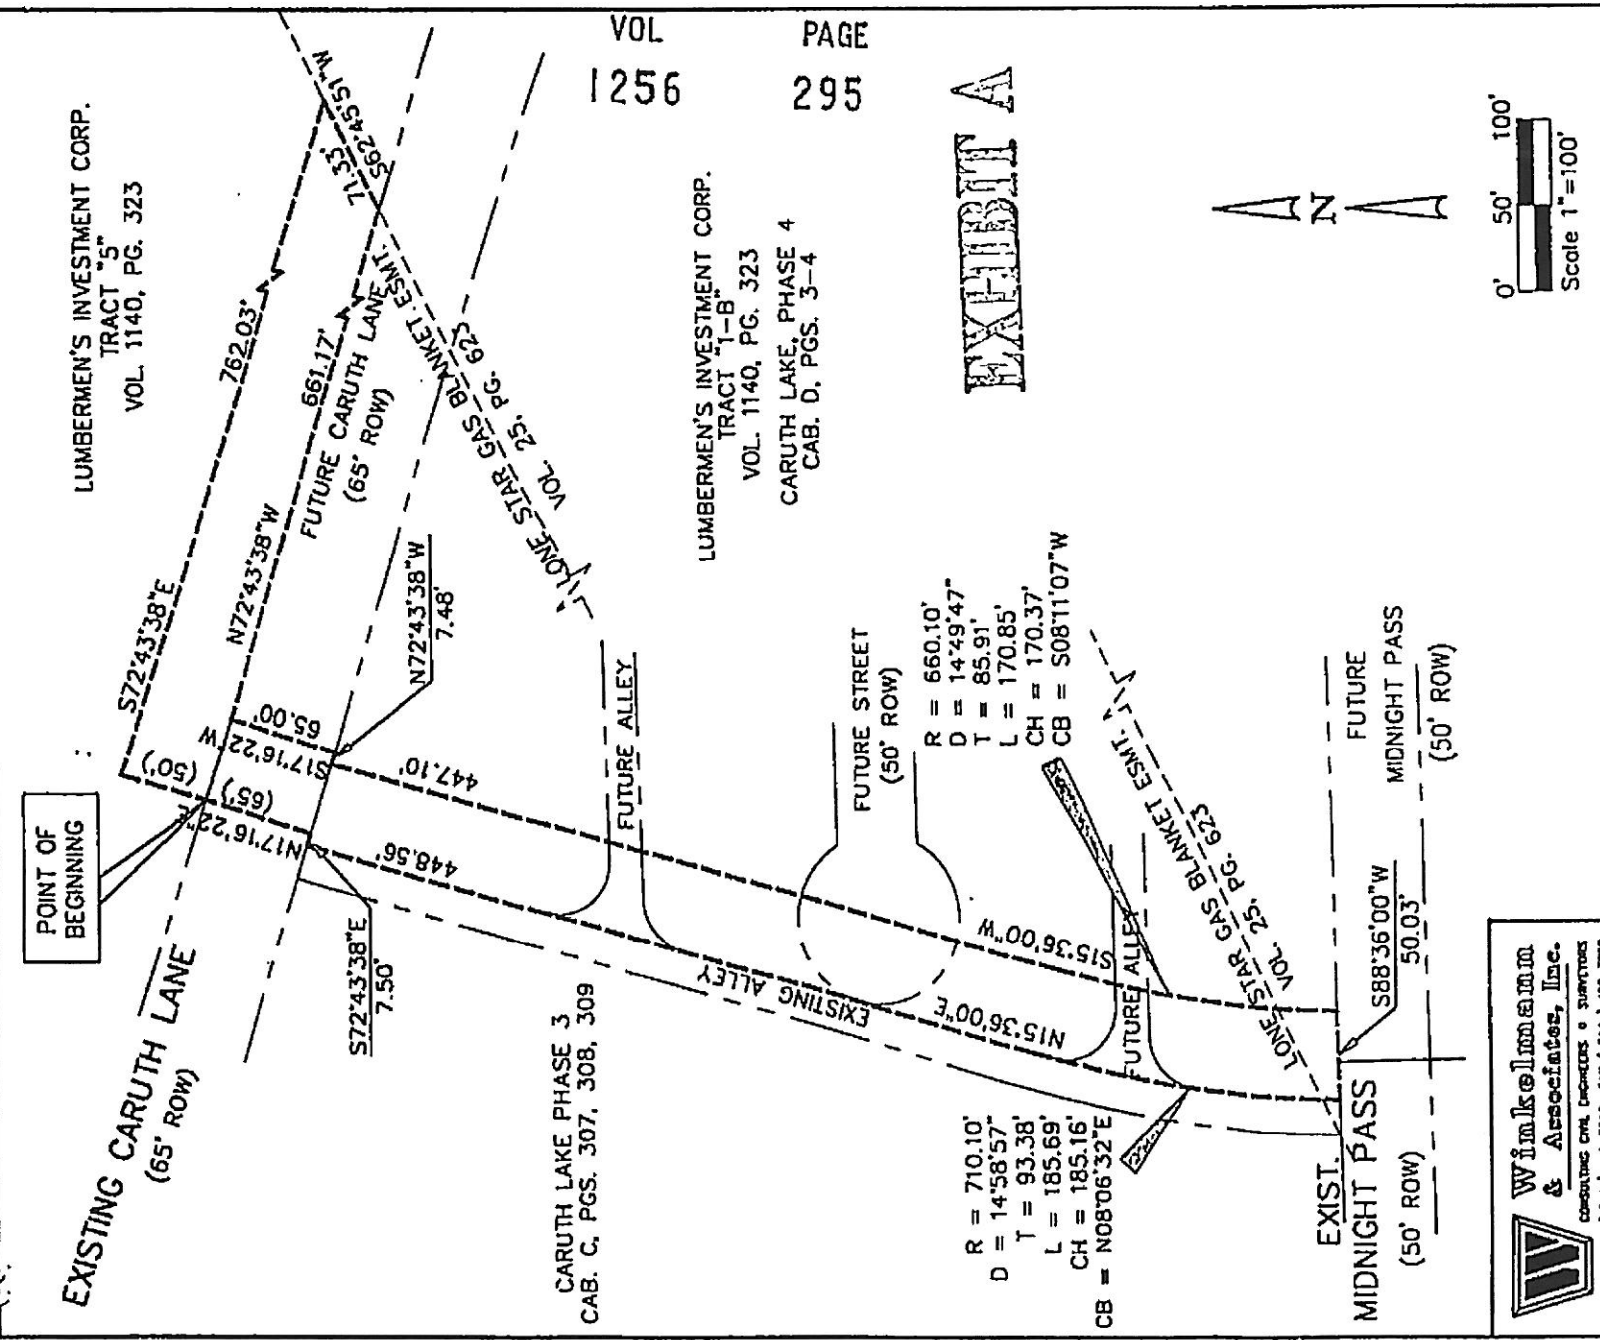 VOL
PAGE
1256
295
EXHIBIT A
LUMBERMEN'S INVESTMENT CORP.
TRACT "5"
VOL. 1140, PG. 323
S62°45'51"W
71.33'
762.03'
S72°43'38"E
661.17'
N72°43'38"W
FUTURE CARUTH LANE
(65' ROW)
LONE STAR GAS BLANKET ESMT.
VOL. 25, PG. 623
LUMBERMEN'S INVESTMENT CORP.
TRACT "1-B"
VOL. 1140, PG. 323
CARUTH LAKE, PHASE 4
CAB. D, PGS. 3-4
N
0' 50' 100'
Scale 1"=100'
POINT OF
BEGINNING
(50')
(65')
N17°16'22"E
S17°16'22"W
65.00'
N72°43'38"W
7.48'
EXISTING CARUTH LANE
(65' ROW)
S72°43'38"E
7.50'
447.10'
448.56'
FUTURE ALLEY
EXISTING ALLEY
FUTURE STREET
(50' ROW)
CARUTH LAKE PHASE 3
CAB. C, PGS. 307, 308, 309
S15°36'00"W
N15°36'00"E
R = 660.10'
D = 14°49'47"
T = 85.91'
L = 170.85'
CH = 170.37'
CB = S08°11'07"W
FUTURE ALLEY
LONE STAR GAS BLANKET ESMT.
VOL. 25, PG. 623
R = 710.10'
D = 14°58'57"
T = 93.38'
L = 185.69'
CH = 185.16'
CB = N08°06'32"E
S88°36'00"W
50.03'
EXIST.
MIDNIGHT PASS
(50' ROW)
FUTURE
MIDNIGHT PASS
(50' ROW)
W
Winkelmann
& Associates, Inc.
CONSULTING CIVIL ENGINEERS & SURVEYORS